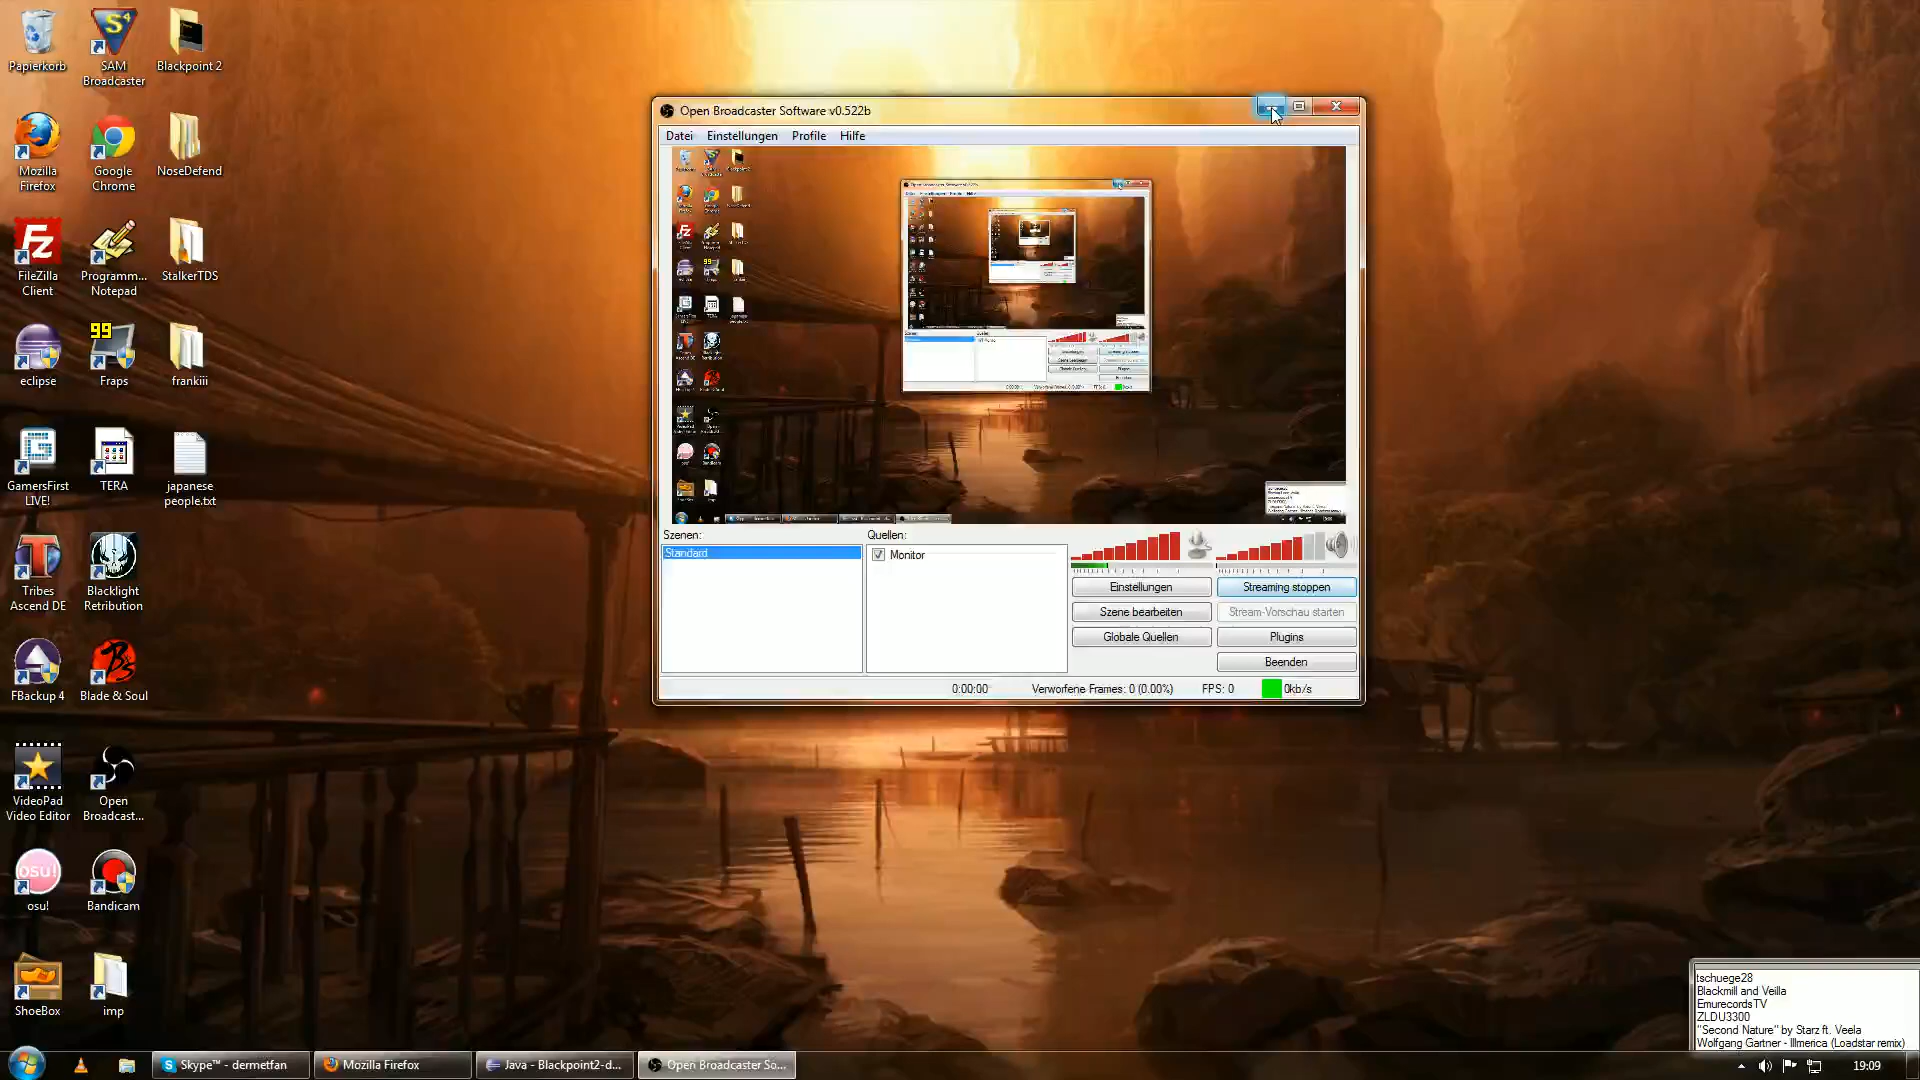 Papierkorb
SAM
Broadcaster
Blackpoint 2
Mozilla
Firefox
Google
Chrome
NoseDefend
FileZilla
Client
Programm...
Notepad
StalkerTDS
eclipse
99
Fraps
frankiii
GamersFirst
LIVE!
TERA
japanese
people.txt
Tribes
Ascend DE
Blacklight
Retribution
FBackup 4
Blade & Soul
VideoPad
Video Editor
Open
Broadcast...
osu!
osu!
Bandicam
ShoeBox
imp
Open Broadcaster Software v0.522b
Datei Einstellungen Profile Hilfe
Szenen:
Quellen:
Standard
Monitor
Einstellungen
Streaming stoppen
Szene bearbeiten
Stream-Vorschau starten
Globale Quellen
Plugins
Beenden
0:00:00 Verworfene Frames: 0 (0.00%) FPS: 0 0kb/s
tschuege28
Blackmill and Veilla
EmurecordsTV
ZLDU3300
"Second Nature" by Starz ft. Veela
Wolfgang Gartner - Illmerica (Loadstar remix)
Skype™ - dermetfan
Mozilla Firefox
Java - Blackpoint2-d...
Open Broadcaster So...
19:09